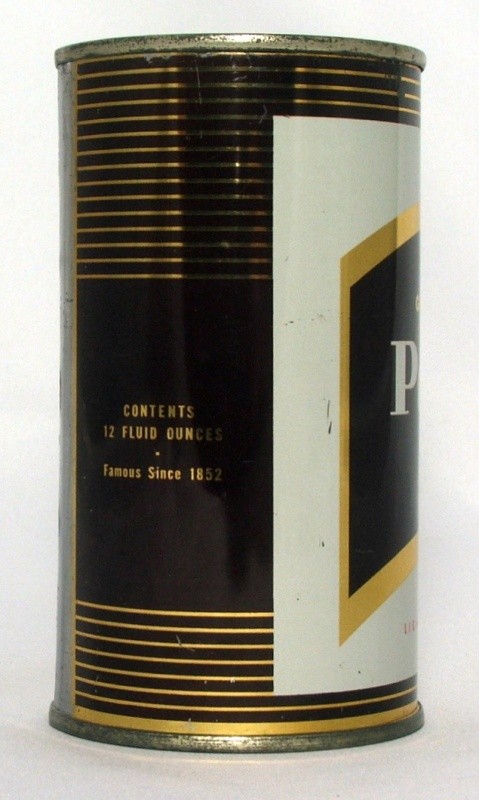 CONTENTS
12 FLUID OUNCES
•
Famous Since 1852
G
P